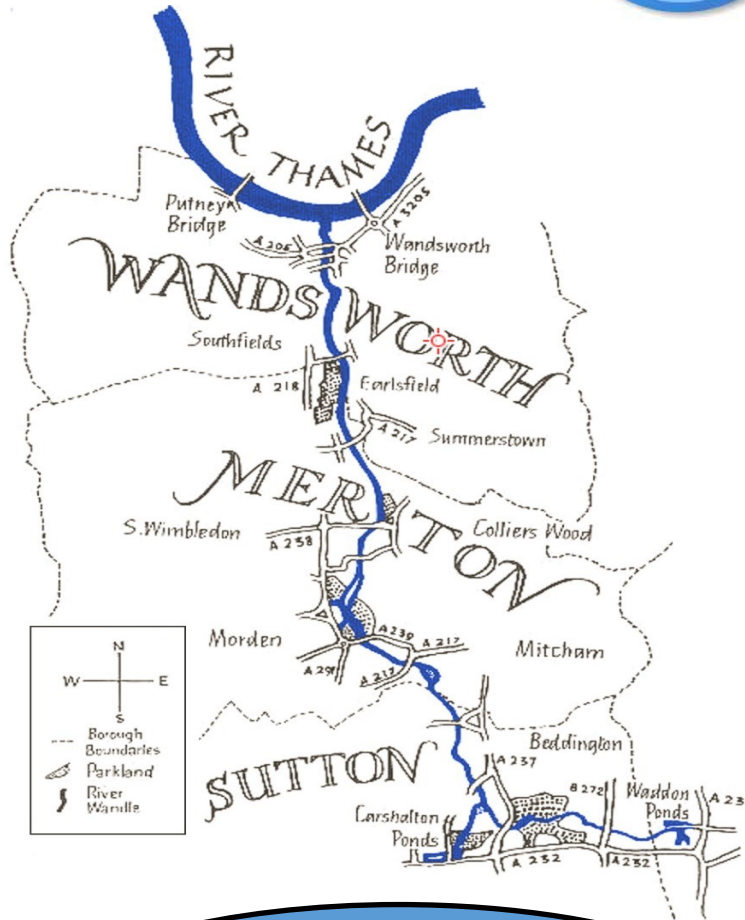 RIVER THAMES
Putney
Bridge
A 3205
A 205
Wandsworth
Bridge
WANDSWORTH
Southfields
A 218
Earlsfield
A 217
Summerstown
MERTON
S. Wimbledon
A 238
Colliers Wood
Morden
A 239
A 217
Mitcham
A 217
N
W E
S
Borough
Boundaries
Parkland
River
Wandle
Beddington
SUTTON
A 237
B 272
Waddon
Ponds
Carshalton
Ponds
A 232
A 232